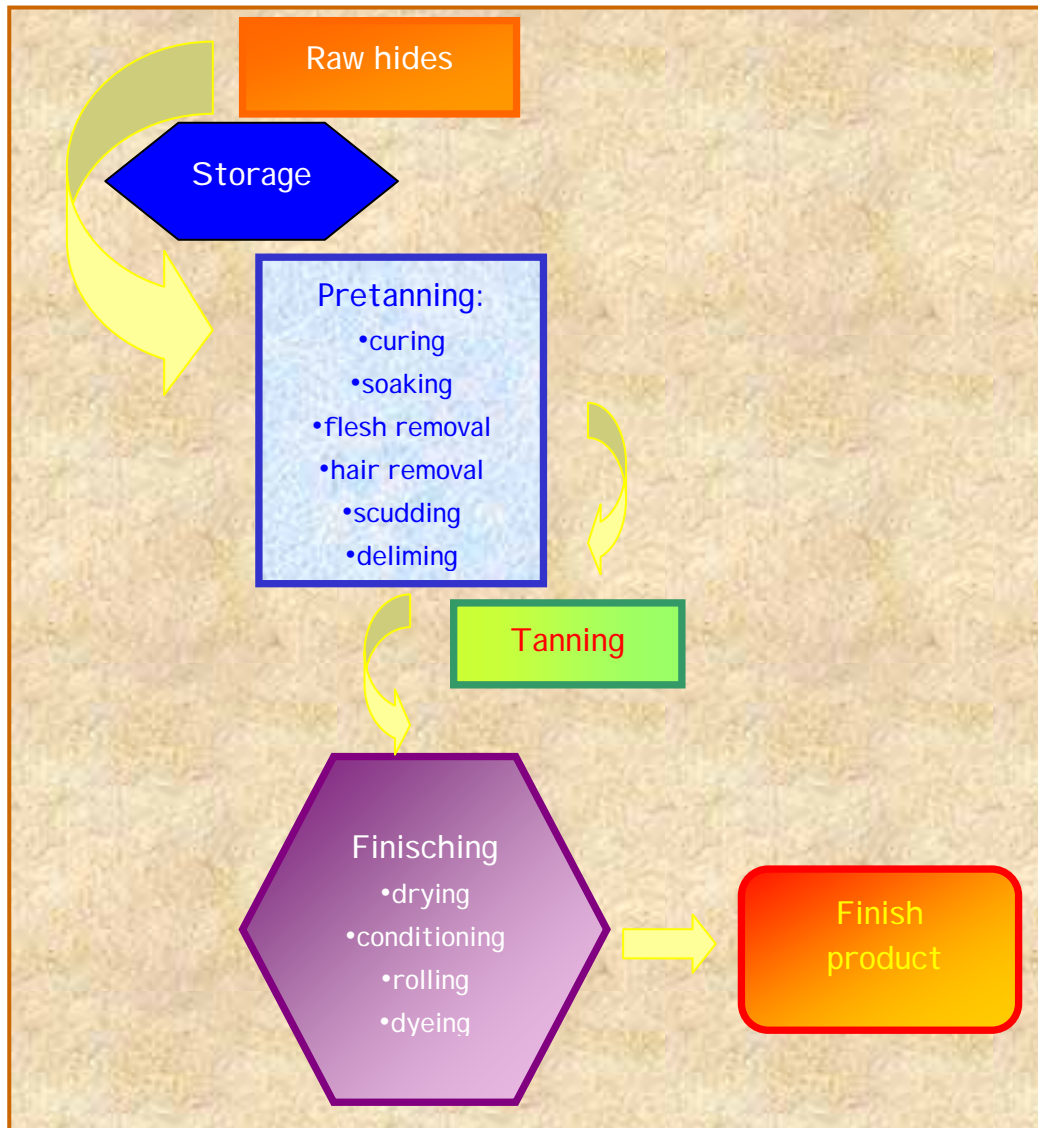 Raw hides
Storage
Pretanning:
•curing
•soaking
•flesh removal
•hair removal
•scudding
•deliming
Tanning
Finisching
•drying
•conditioning
•rolling
•dyeing
Finish
product